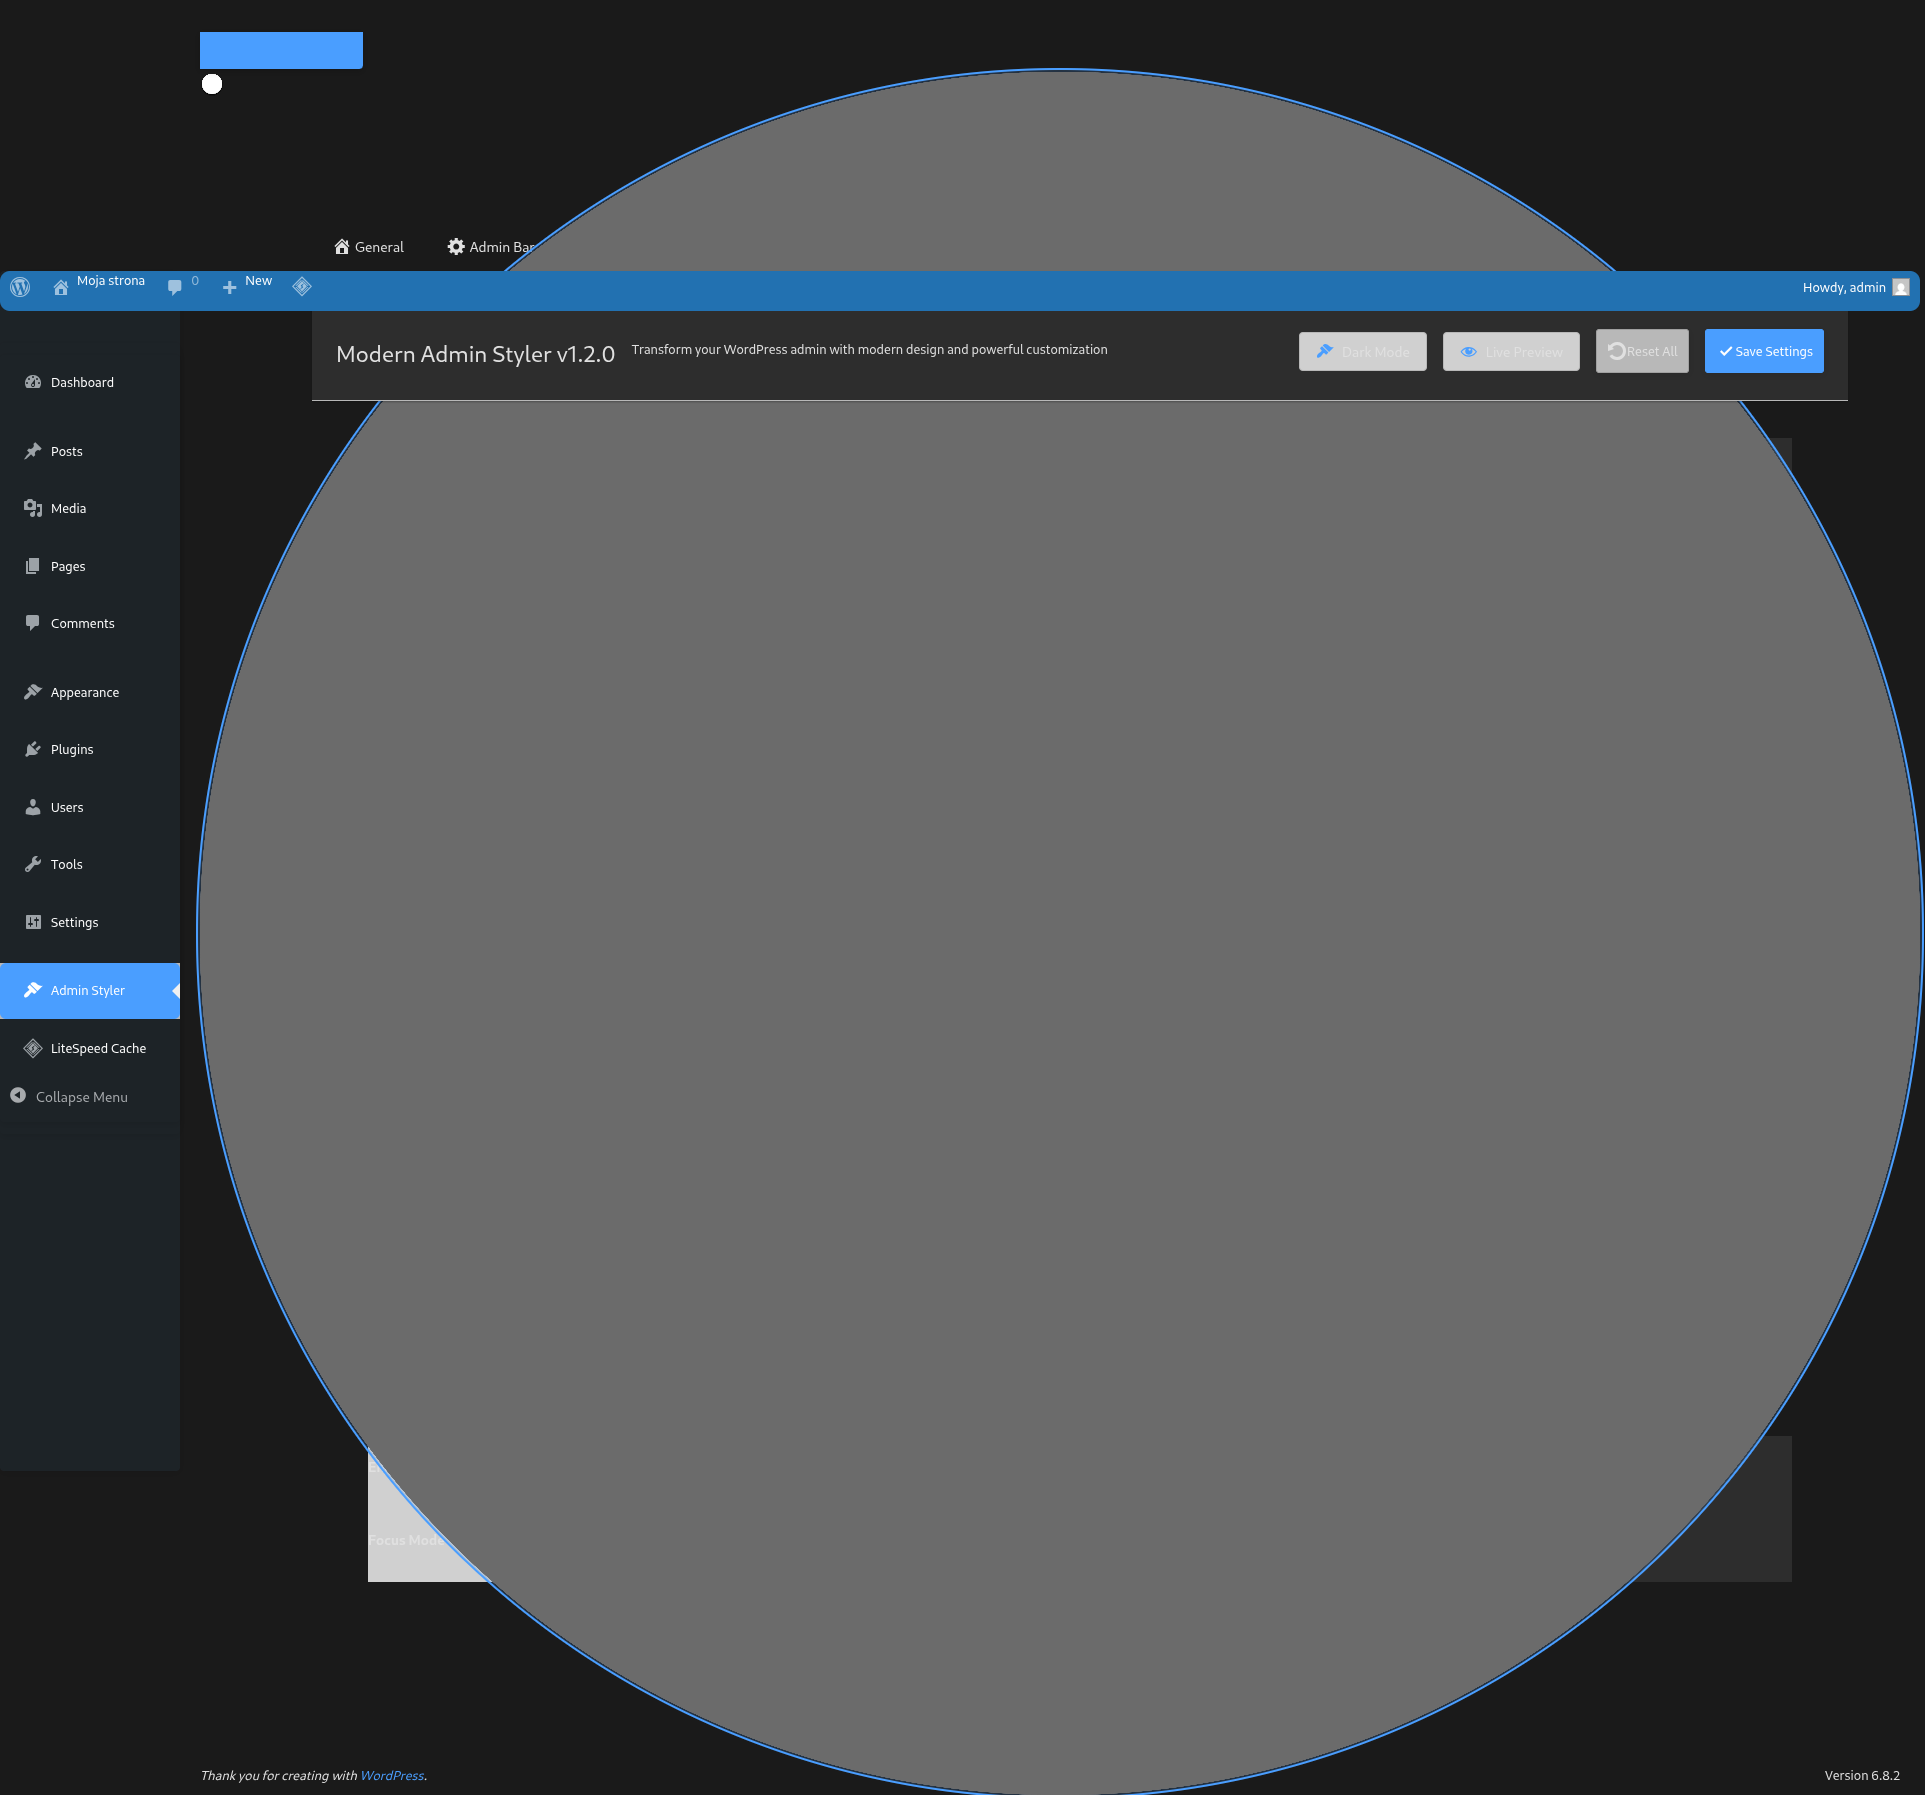 General
Admin Bar
Moja strona
0
New
Howdy, admin
Modern Admin Styler v1.2.0
Transform your WordPress admin with modern design and powerful customization
Dark Mode
Live Preview
Reset All
Save Settings
Dashboard
Posts
Media
Pages
Comments
Appearance
Plugins
Users
Tools
Settings
Admin Styler
LiteSpeed Cache
Collapse Menu
Focus Mode
Thank you for creating with WordPress.
Version 6.8.2